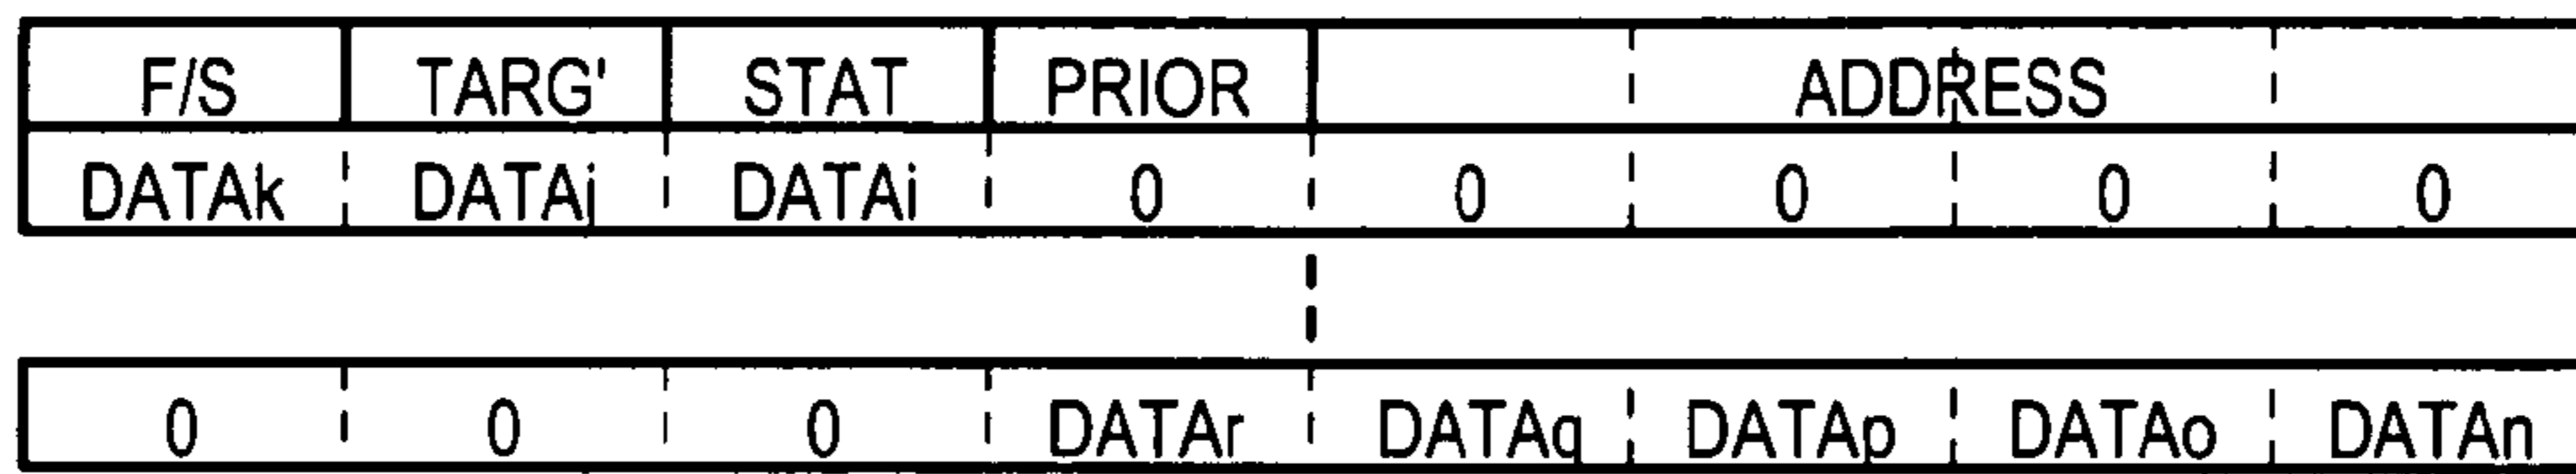 F/S TARG' STAT PRIOR ADDRESS
DATAk DATAj DATAi 0 0 0 0 0
0 0 0 DATAr DATAq DATAp DATAo DATAn